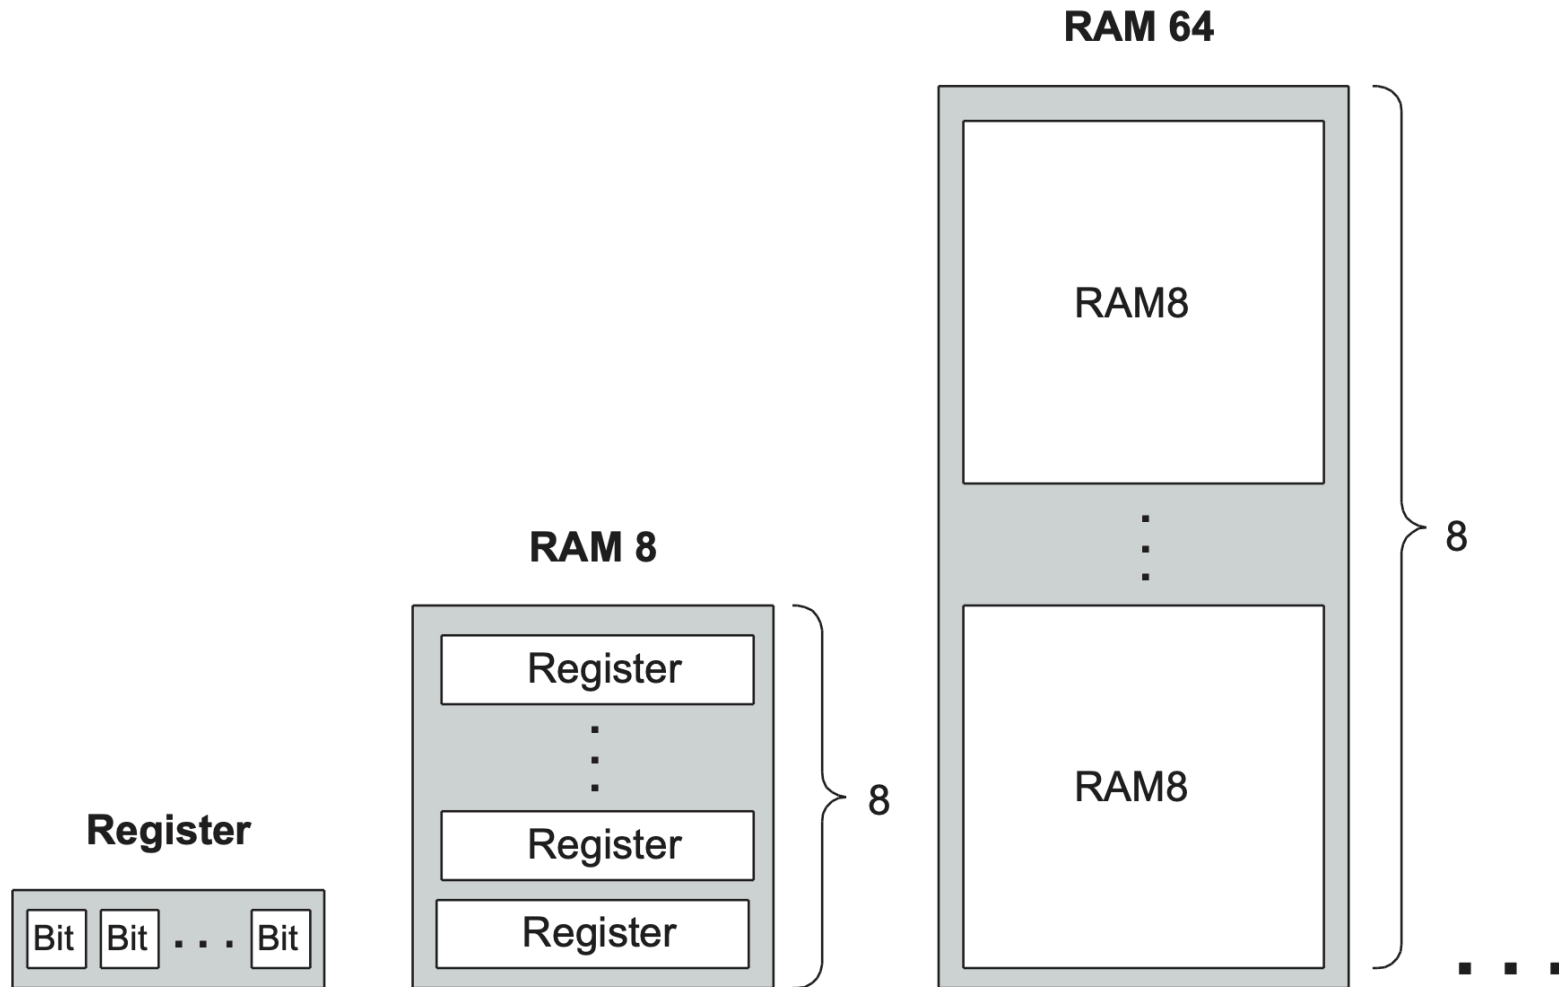 RAM 64
RAM8
. . .
8
RAM8
RAM 8
Register
. . .
Register
Register
8
Register
Bit Bit . . . Bit
. . .